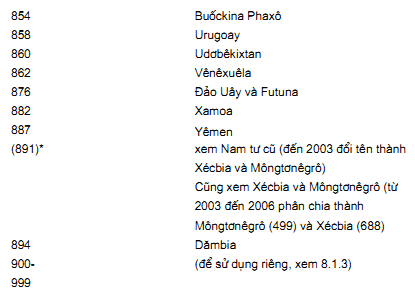 854 Buốckina Phaxô
858 Urugoay
860 Udơbêkixtan
862 Vênêxuêla
876 Đảo Uây và Futuna
882 Xamoa
887 Yêmen
(891)* xem Nam tư cũ (đến 2003 đổi tên thành
Xécbia và Môngtơnêgrô)
Cũng xem Xécbia và Môngtơnêgrô (từ
2003 đến 2006 phân chia thành
Môngtơnêgrô (499) và Xécbia (688)
894 Dămbia
900- (để sử dụng riêng, xem 8.1.3)
999